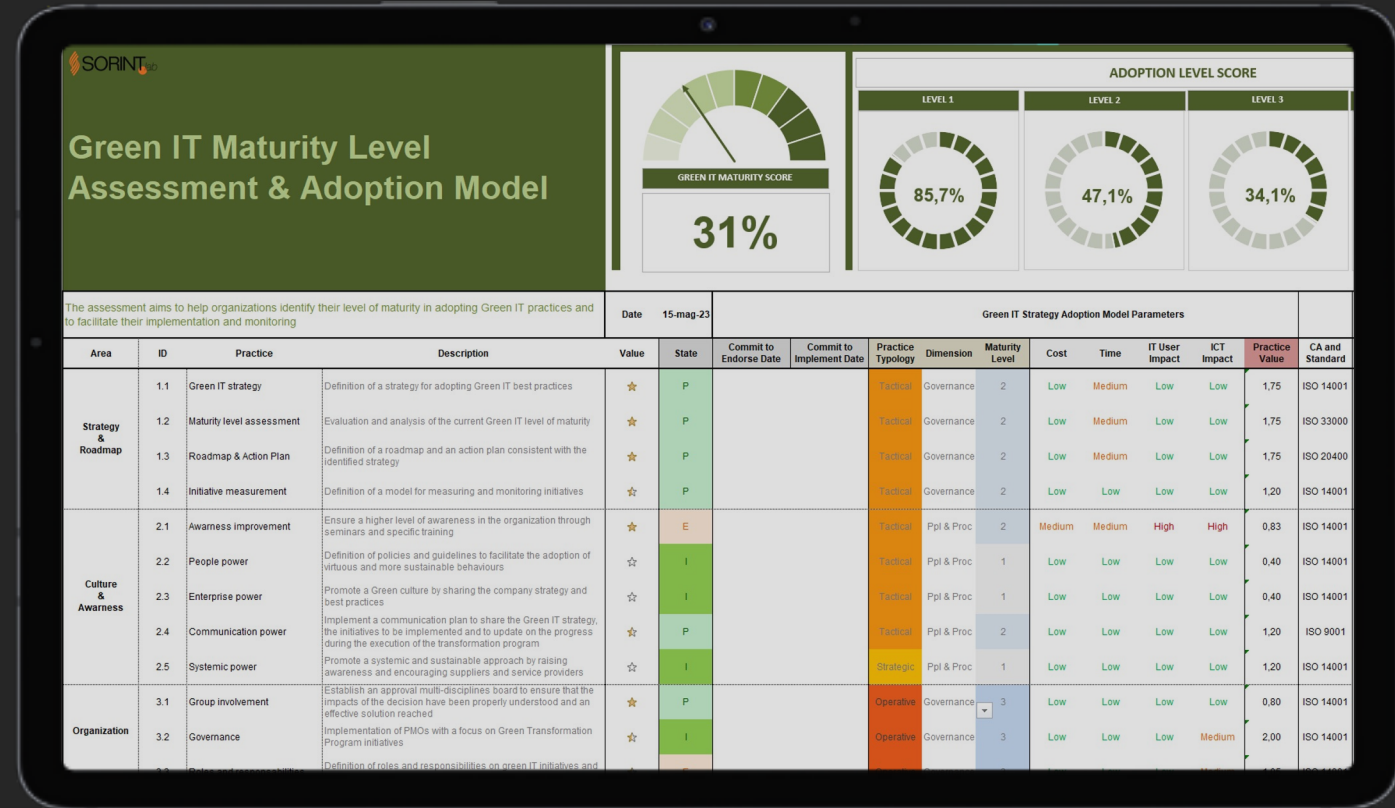 SORINT.lab
Green IT Maturity Level
Assessment & Adoption Model
GREEN IT MATURITY SCORE
31%
ADOPTION LEVEL SCORE
LEVEL 1
LEVEL 2
LEVEL 3
85,7%
47,1%
34,1%
The assessment aims to help organizations identify their level of maturity in adopting Green IT practices and
to facilitate their implementation and monitoring
Date
15-mag-23
Green IT Strategy Adoption Model Parameters
Area ID Practice Description Value State Commit to Endorse Date Commit to Implement Date Practice Typology Dimension Maturity Level Cost Time IT User Impact ICT Impact Practice Value CA and Standard
Strategy
&
Roadmap
1.1 Green IT strategy Definition of a strategy for adopting Green IT best practices P Tactical Governance 2 Low Medium Low Low 1,75 ISO 14001
1.2 Maturity level assessment Evaluation and analysis of the current Green IT level of maturity P Tactical Governance 2 Low Medium Low Low 1,75 ISO 33000
1.3 Roadmap & Action Plan Definition of a roadmap and an action plan consistent with the
identified strategy P Tactical Governance 2 Low Medium Low Low 1,75 ISO 20400
1.4 Initiative measurement Definition of a model for measuring and monitoring initiatives P Tactical Governance 2 Low Low Low Low 1,20 ISO 14001
Culture
&
Awarness
2.1 Awarness improvement Ensure a higher level of awareness in the organization through
seminars and specific training E Tactical Ppl & Proc 2 Medium Medium High High 0,83 ISO 14001
2.2 People power Definition of policies and guidelines to facilitate the adoption of
virtuous and more sustainable behaviours I Tactical Ppl & Proc 1 Low Low Low Low 0,40 ISO 14001
2.3 Enterprise power Promote a Green culture by sharing the company strategy and
best practices I Tactical Ppl & Proc 1 Low Low Low Low 0,40 ISO 14001
2.4 Communication power Implement a communication plan to share the Green IT strategy,
the initiatives to be implemented and to update on the progress
during the execution of the transformation program P Tactical Ppl & Proc 2 Low Low Low Low 1,20 ISO 9001
2.5 Systemic power Promote a systemic and sustainable approach by raising
awareness and encouraging suppliers and service providers I Strategic Ppl & Proc 1 Low Low Low Low 1,20 ISO 14001
Organization
3.1 Group involvement Establish an approval multi-disciplines board to ensure that the
impacts of the decision have been properly understood and an
effective solution reached P Operative Governance 3 Low Low Low Low 0,80 ISO 14001
3.2 Governance Implementation of PMOs with a focus on Green Transformation
Program initiatives I Operative Governance 3 Low Low Low Medium 2,00 ISO 14001
Definition of roles and responsibilities on green IT initiatives and